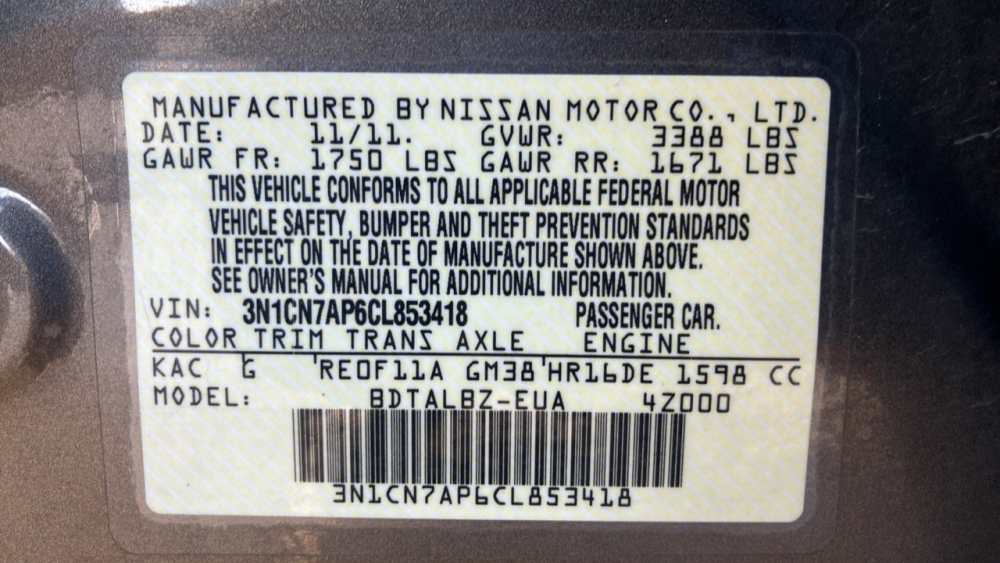 MANUFACTURED BY NISSAN MOTOR CO., LTD.
DATE: 11/11. GVWR: 3388 LBS
GAWR FR: 1750 LBS GAWR RR: 1671 LBS
THIS VEHICLE CONFORMS TO ALL APPLICABLE FEDERAL MOTOR
VEHICLE SAFETY, BUMPER AND THEFT PREVENTION STANDARDS
IN EFFECT ON THE DATE OF MANUFACTURE SHOWN ABOVE.
SEE OWNER'S MANUAL FOR ADDITIONAL INFORMATION.
VIN: 3N1CN7AP6CL853418 PASSENGER CAR.
COLOR TRIM TRANS AXLE ENGINE
KAC G RE0F11A GM38 HR16DE 1598 CC
MODEL: BDTALBZ-EUA 4Z000
3N1CN7AP6CL853418